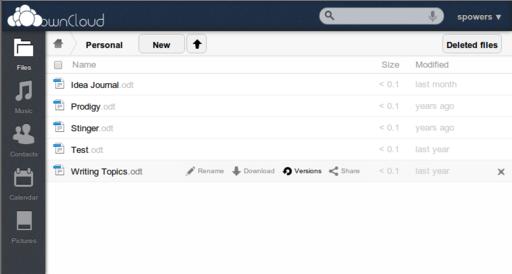 ownCloud
spowers ▼
Files
Music
Contacts
Calendar
Pictures
Personal
New
Deleted files
Name Size Modified
Idea Journal.odt < 0.1 last month
Prodigy.odt < 0.1 years ago
Stinger.odt < 0.1 years ago
Test.odt < 0.1 last year
Writing Topics.odt Rename Download Versions Share < 0.1 last year ×